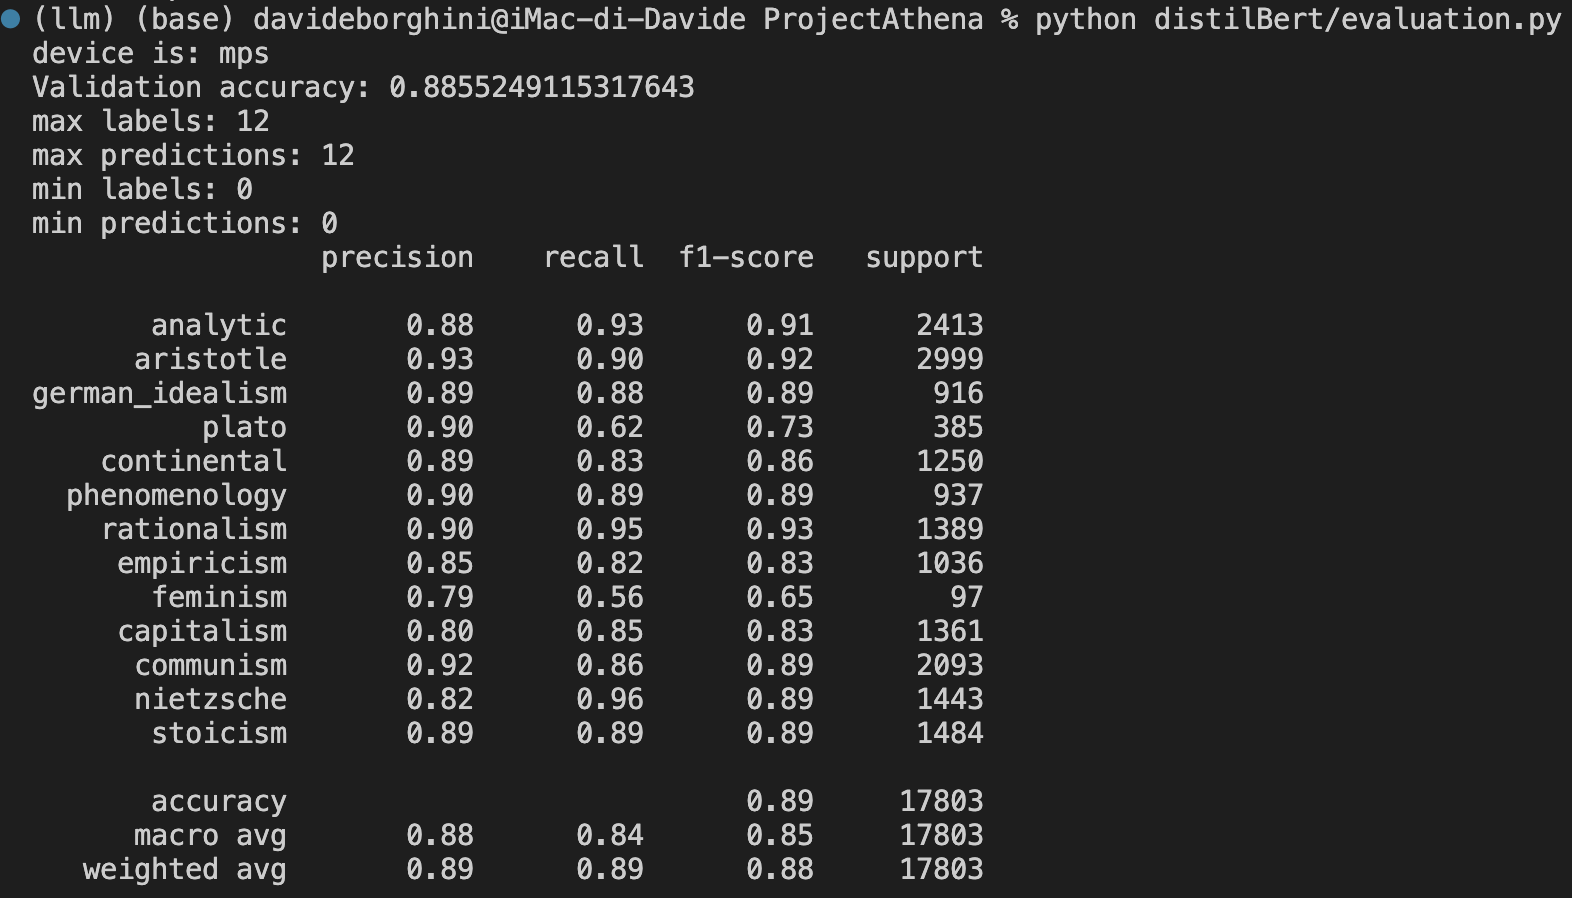 (llm) (base) davideborghini@iMac-di-Davide ProjectAthena % python distilBert/evaluation.py
device is: mps
Validation accuracy: 0.8855249115317643
max labels: 12
max predictions: 12
min labels: 0
min predictions: 0
precision recall f1-score support
analytic 0.88 0.93 0.91 2413
aristotle 0.93 0.90 0.92 2999
german_idealism 0.89 0.88 0.89 916
plato 0.90 0.62 0.73 385
continental 0.89 0.83 0.86 1250
phenomenology 0.90 0.89 0.89 937
rationalism 0.90 0.95 0.93 1389
empiricism 0.85 0.82 0.83 1036
feminism 0.79 0.56 0.65 97
capitalism 0.80 0.85 0.83 1361
communism 0.92 0.86 0.89 2093
nietzsche 0.82 0.96 0.89 1443
stoicism 0.89 0.89 0.89 1484
accuracy 0.89 17803
macro avg 0.88 0.84 0.85 17803
weighted avg 0.89 0.89 0.88 17803